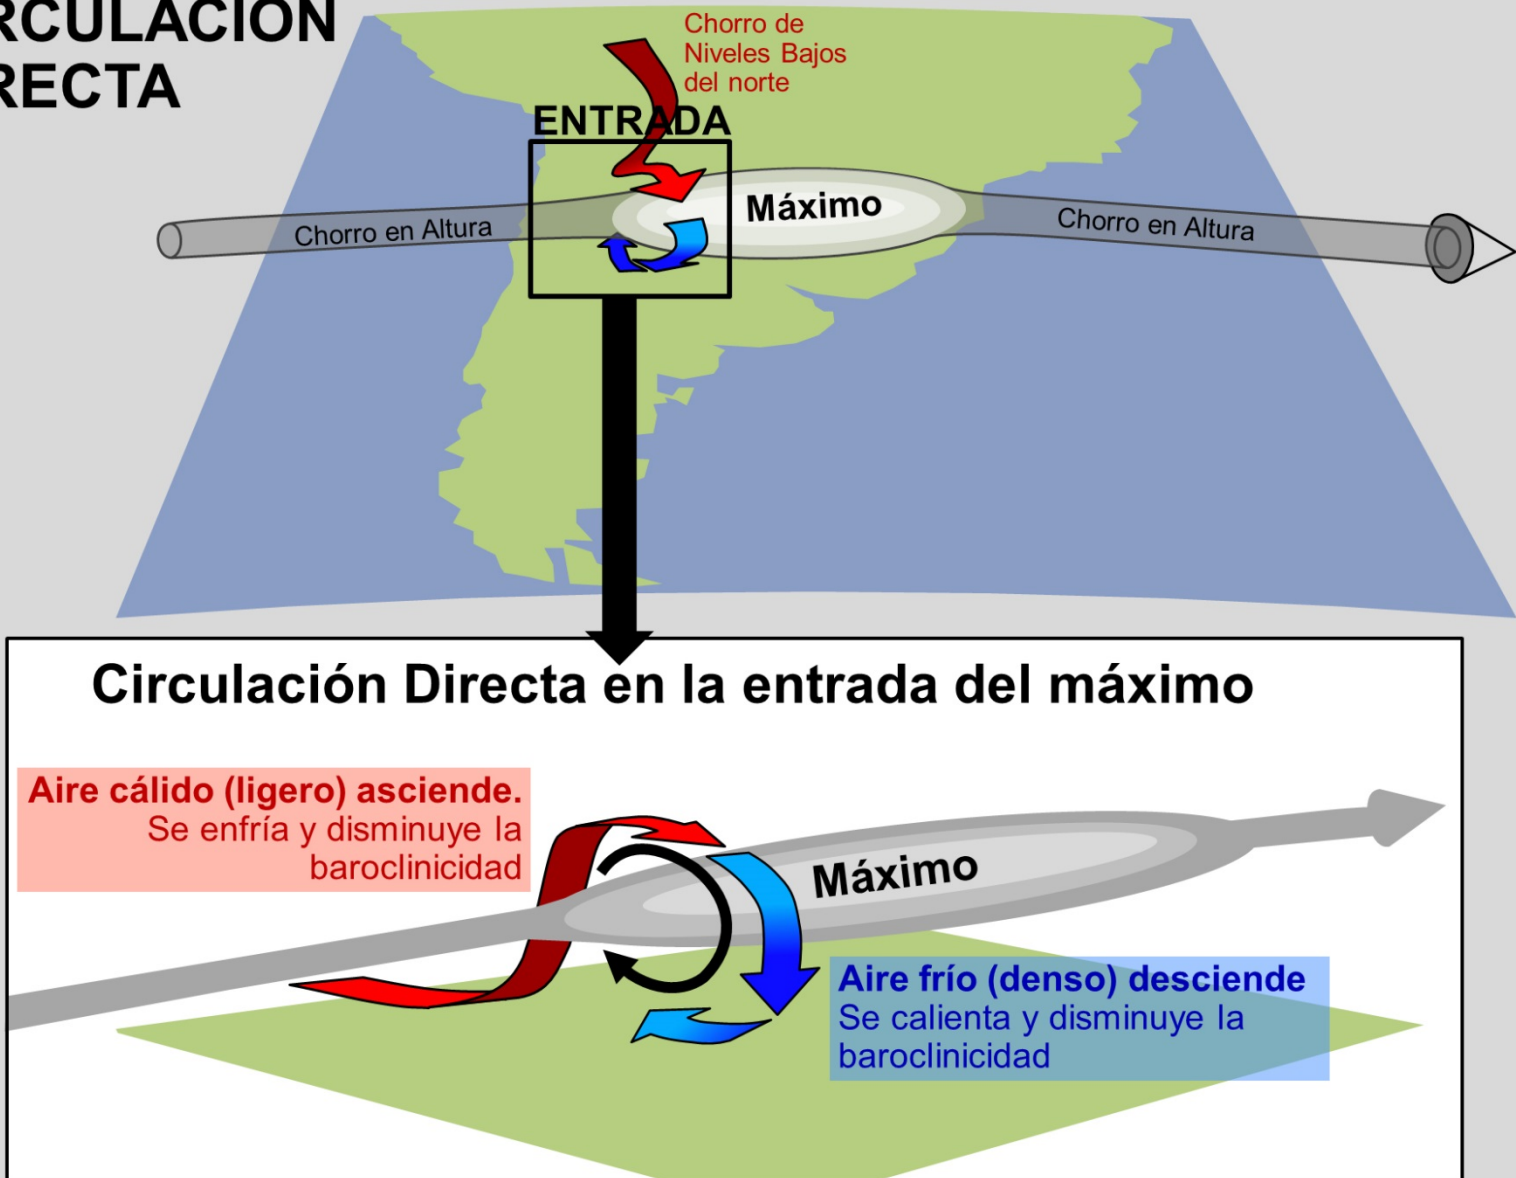 RCULACIÓN
RECTA
Chorro de
Niveles Bajos
del norte
ENTRADA
Máximo
Chorro en Altura
Chorro en Altura
Circulación Directa en la entrada del máximo
Aire cálido (ligero) asciende.
Se enfría y disminuye la
baroclinicidad
Máximo
Aire frío (denso) desciende
Se calienta y disminuye la
baroclinicidad